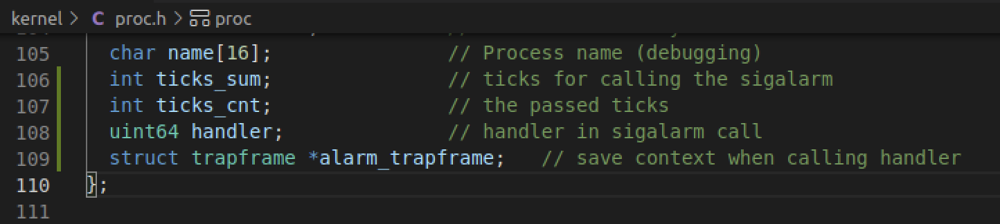 kernel > C proc.h > proc
105 char name[16]; // Process name (debugging)
106 int ticks_sum; // ticks for calling the sigalarm
107 int ticks_cnt; // the passed ticks
108 uint64 handler; // handler in sigalarm call
109 struct trapframe *alarm_trapframe; // save context when calling handler
110 };
111